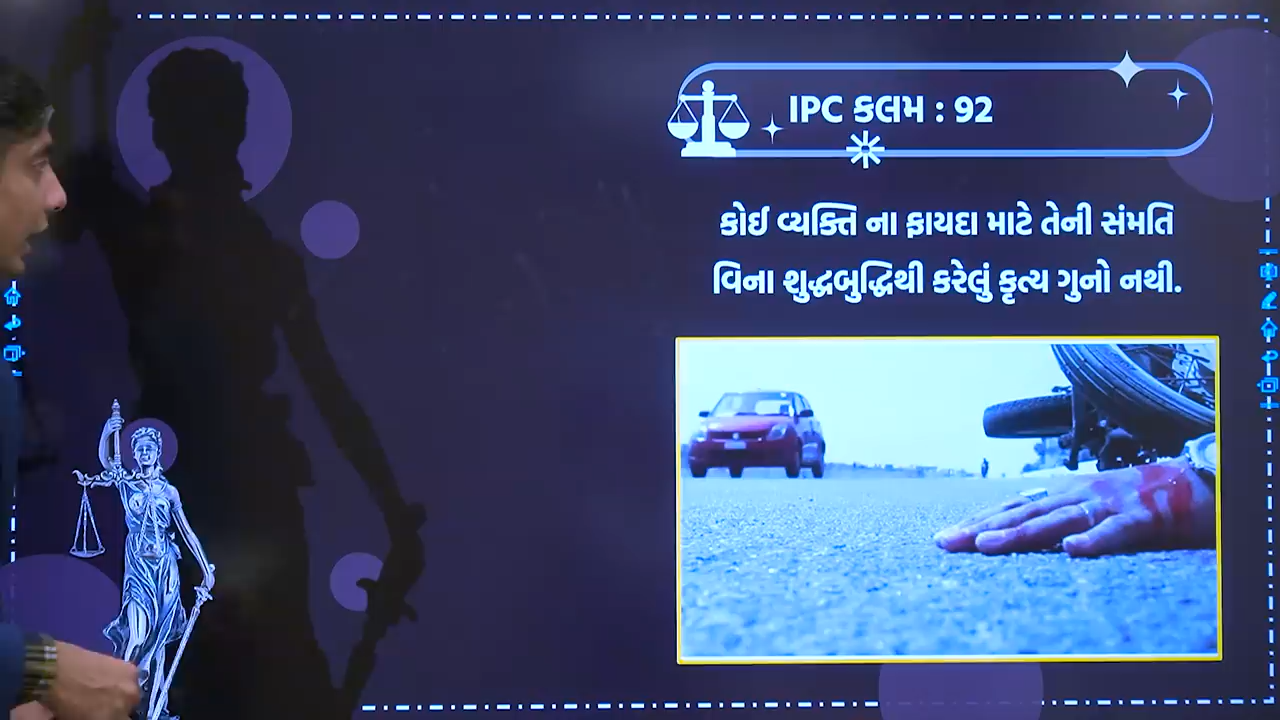 IPC કલમ : 92
કોઈ વ્યક્તિ ના ફાયદા માટે તેની સંમતિ
વિના શુદ્ધબુદ્ધિથી કરેલું કૃત્ય ગુનો નથી.